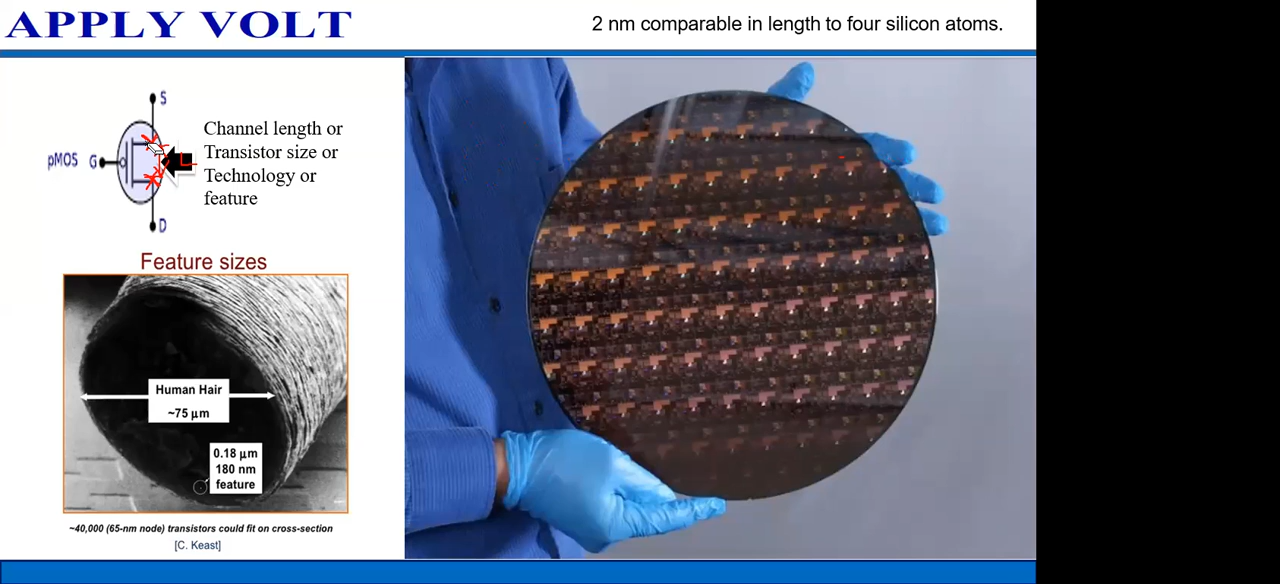 APPLY VOLT
2 nm comparable in length to four silicon atoms.
S
pMOS G
L
D
Channel length or
Transistor size or
Technology or
feature
Feature sizes
Human Hair
~75 μm
0.18 μm
180 nm
feature
~40,000 (65-nm node) transistors could fit on cross-section
[C. Keast]